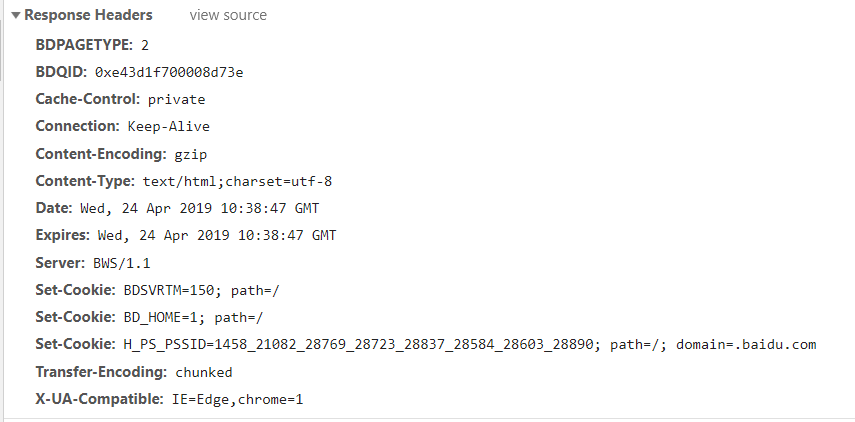 Response Headers view source
BDPAGETYPE: 2
BDQID: 0xe43d1f700008d73e
Cache-Control: private
Connection: Keep-Alive
Content-Encoding: gzip
Content-Type: text/html;charset=utf-8
Date: Wed, 24 Apr 2019 10:38:47 GMT
Expires: Wed, 24 Apr 2019 10:38:47 GMT
Server: BWS/1.1
Set-Cookie: BDSVRTM=150; path=/
Set-Cookie: BD_HOME=1; path=/
Set-Cookie: H_PS_PSSID=1458_21082_28769_28723_28837_28584_28603_28890; path=/; domain=.baidu.com
Transfer-Encoding: chunked
X-UA-Compatible: IE=Edge,chrome=1